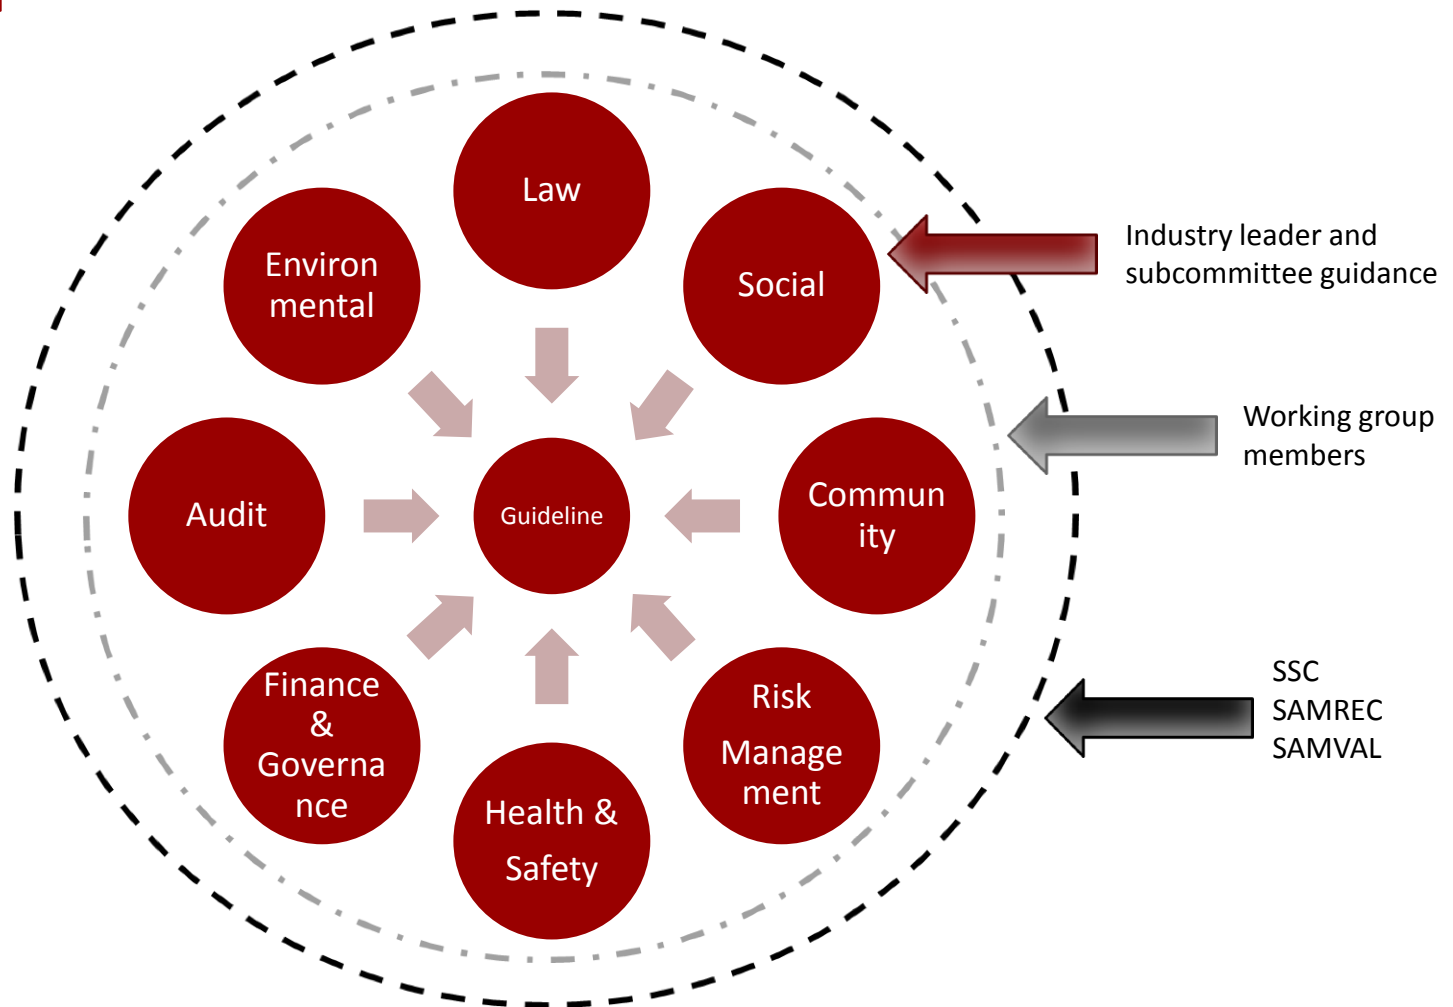 Law
Environ
mental
Social
Industry leader and
subcommittee guidance
Audit
Guideline
Commun
ity
Working group
members
Finance
&
Governa
nce
Health &
Safety
Risk
Manage
ment
SSC
SAMREC
SAMVAL